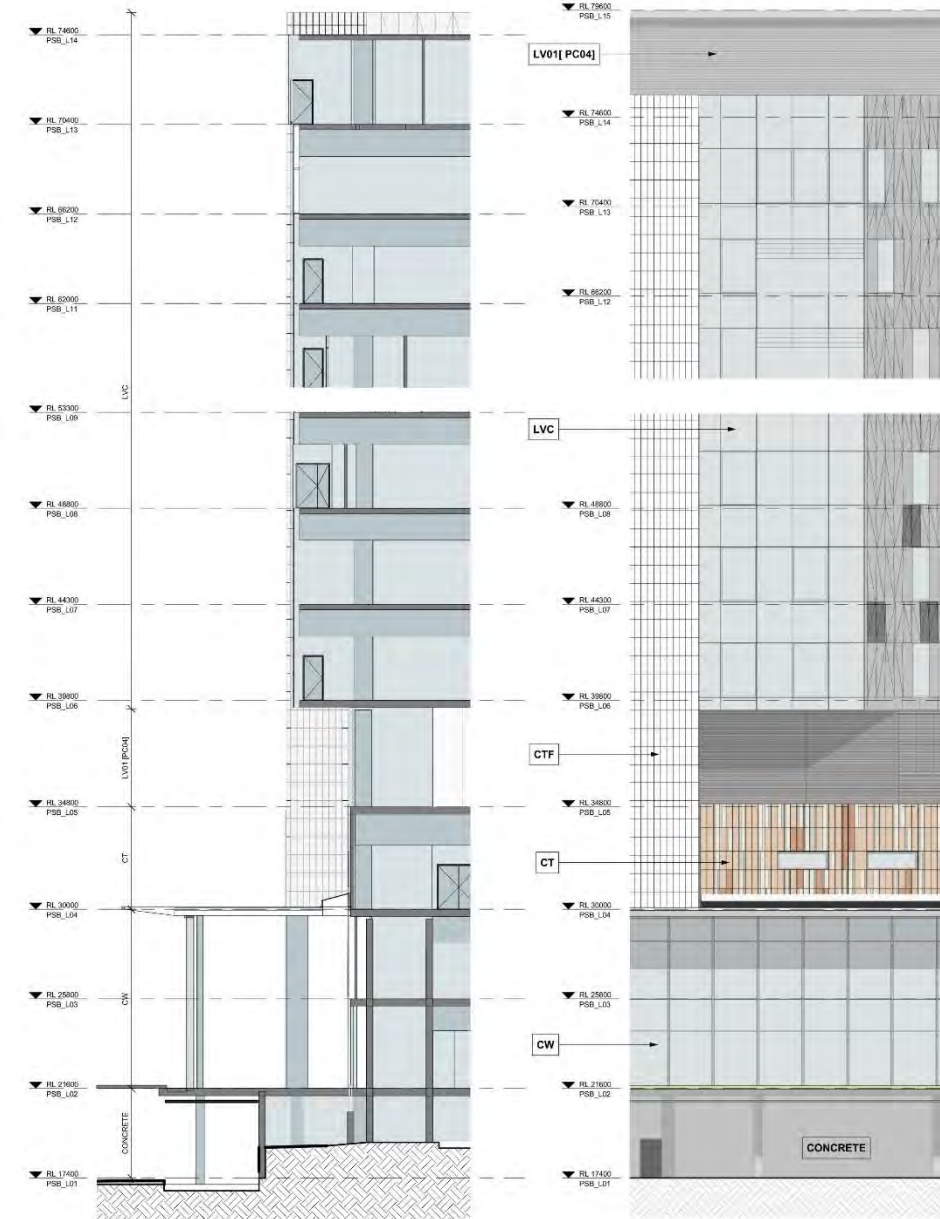 RL 74600
PSB_L14
RL 70400
PSB_L13
RL 66200
PSB_L12
RL 62000
PSB_L11
RL 53300
PSB_L09
RL 48800
PSB_L08
RL 44300
PSB_L07
RL 39800
PSB_L06
RL 34800
PSB_L05
RL 30000
PSB_L04
RL 25800
PSB_L03
RL 21600
PSB_L02
RL 17400
PSB_L01
LVC
LV01 [PC04]
CT
CW
CONCRETE
RL 79600
PSB_L15
LV01[ PC04]
RL 74600
PSB_L14
RL 70400
PSB_L13
RL 66200
PSB_L12
LVC
RL 48800
PSB_L08
RL 44300
PSB_L07
RL 39800
PSB_L06
CTF
RL 34800
PSB_L05
CT
RL 30000
PSB_L04
RL 25800
PSB_L03
CW
RL 21600
PSB_L02
CONCRETE
RL 17400
PSB_L01